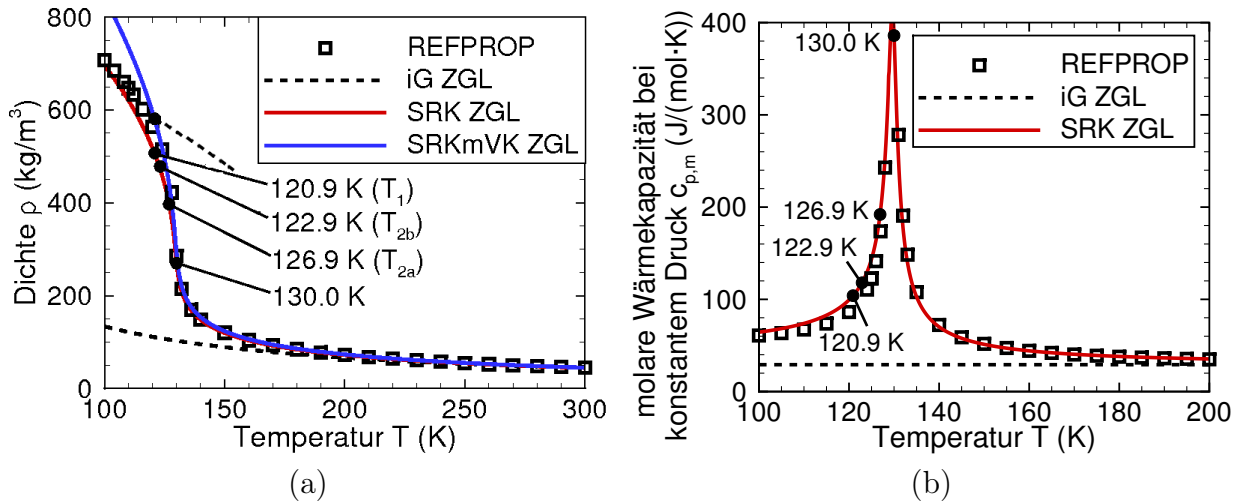 800
600
400
200
0
100
150
200
250
300
Dichte ρ (kg/m³)
Temperatur T (K)
REFPROP
iG ZGL
SRK ZGL
SRKmVK ZGL
120.9 K (T₁)
122.9 K (T₂b)
126.9 K (T₂a)
130.0 K
(a)
molare Wärmekapazität bei
konstantem Druck c_p,m (J/(mol·K))
400
300
200
100
0
100
120
140
160
180
200
Temperatur T (K)
130.0 K
REFPROP
iG ZGL
SRK ZGL
126.9 K
122.9 K
120.9 K
(b)